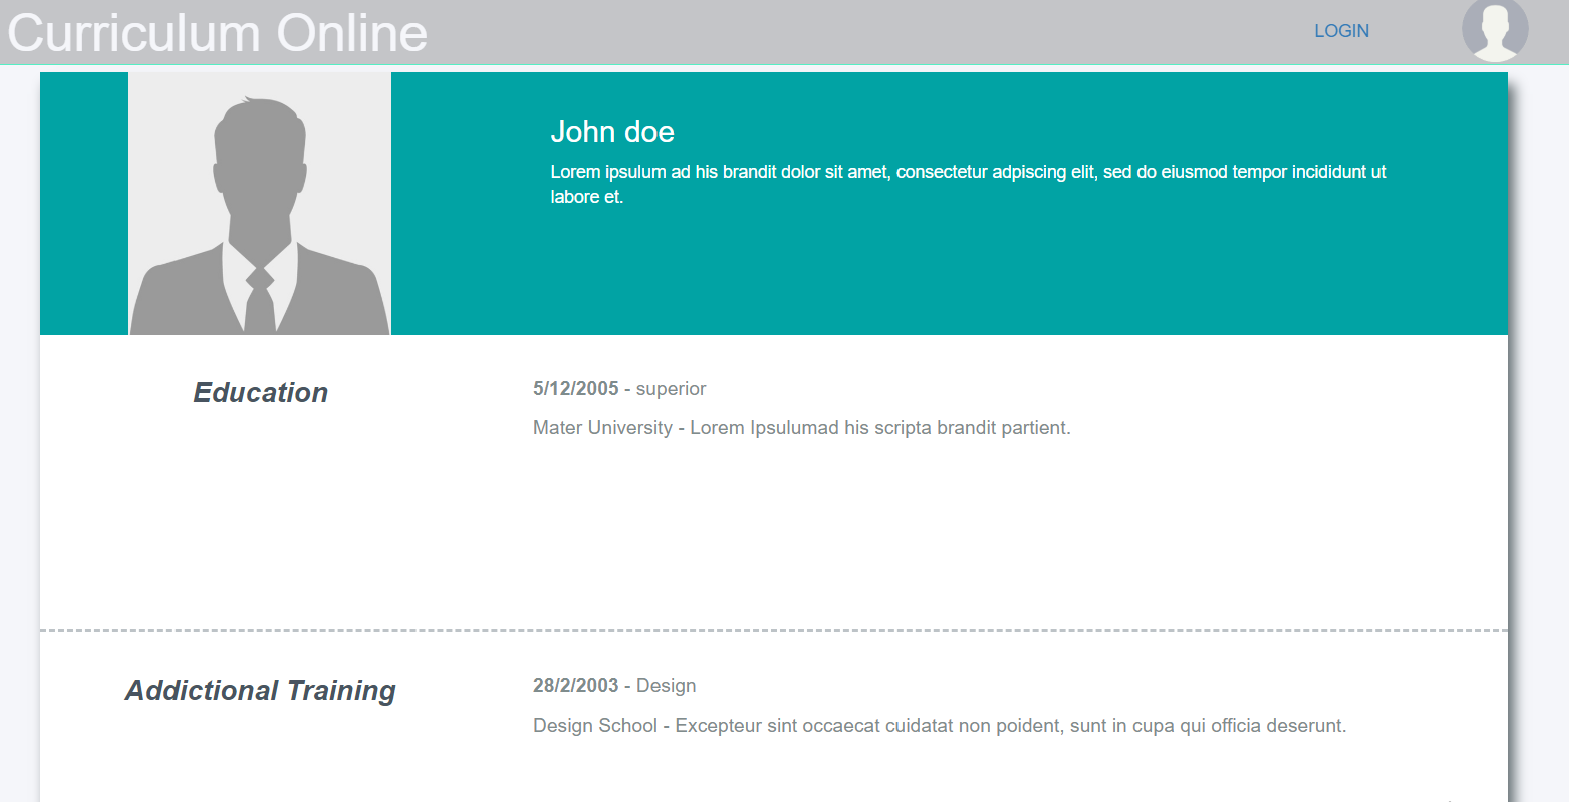 Curriculum Online
LOGIN
John doe
Lorem ipsulum ad his brandit dolor sit amet, consectetur adpiscing elit, sed do eiusmod tempor incididunt ut
labore et.
Education
5/12/2005 - superior
Mater University - Lorem Ipsulumad his scripta brandit partient.
Addictional Training
28/2/2003 - Design
Design School - Excepteur sint occaecat cuidatat non poident, sunt in cupa qui officia deserunt.